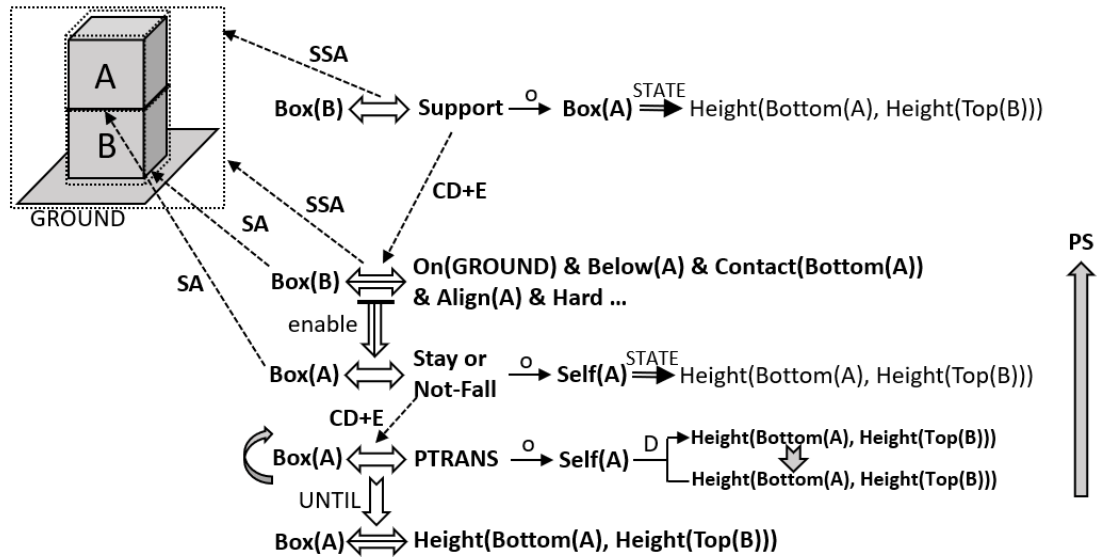 A
B
GROUND
SSA
Box(B) Support o Box(A) STATE Height(Bottom(A), Height(Top(B)))
CD+E
SSA
SA
SA
PS
Box(B) On(GROUND) & Below(A) & Contact(Bottom(A))
& Align(A) & Hard ...
enable
Box(A) Stay or
Not-Fall o Self(A) STATE Height(Bottom(A), Height(Top(B)))
CD+E
Box(A) PTRANS o Self(A) D Height(Bottom(A), Height(Top(B)))
Height(Bottom(A), Height(Top(B)))
UNTIL
Box(A) Height(Bottom(A), Height(Top(B)))